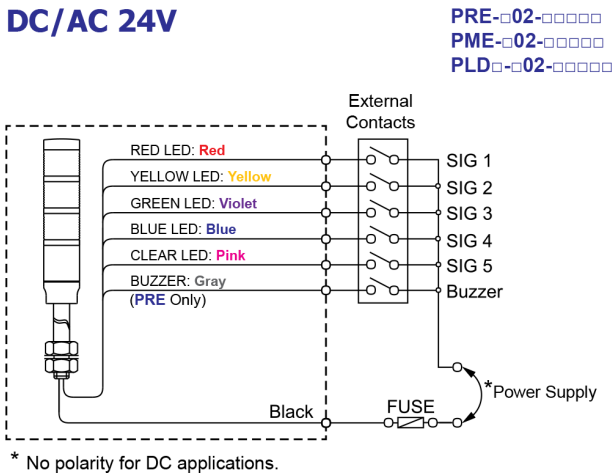 DC/AC 24V
PRE-□02-□□□□□
PME-□02-□□□□□
PLD□-□02-□□□□□
External
Contacts
RED LED: Red
SIG 1
YELLOW LED: Yellow
SIG 2
GREEN LED: Violet
SIG 3
BLUE LED: Blue
SIG 4
CLEAR LED: Pink
SIG 5
BUZZER: Gray
(PRE Only)
Buzzer
*Power Supply
Black
FUSE
* No polarity for DC applications.